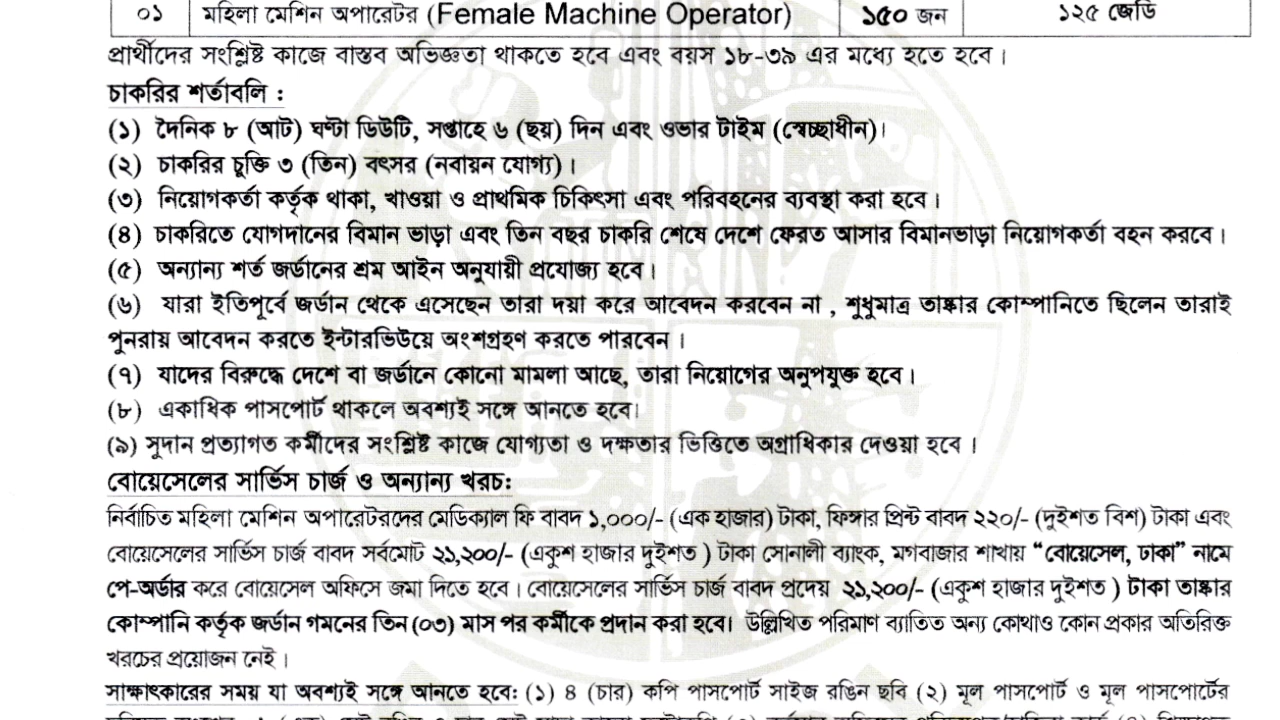 ০১ মহিলা মেশিন অপারেটর (Female Machine Operator) ১৫০ জন ১২৫ জেডি
প্রার্থীদের সংশ্লিষ্ট কাজে বাস্তব অভিজ্ঞতা থাকতে হবে এবং বয়স ১৮-৩৯ এর মধ্যে হতে হবে।
চাকরির শর্তাবলি :
(১) দৈনিক ৮ (আট) ঘণ্টা ডিউটি, সপ্তাহে ৬ (ছয়) দিন এবং ওভার টাইম (স্বেচ্ছাধীন)।
(২) চাকরির চুক্তি ৩ (তিন) বৎসর (নবায়ন যোগ্য)।
(৩) নিয়োগকর্তা কর্তৃক থাকা, খাওয়া ও প্রাথমিক চিকিৎসা এবং পরিবহনের ব্যবস্থা করা হবে।
(৪) চাকরিতে যোগদানের বিমান ভাড়া এবং তিন বছর চাকরি শেষে দেশে ফেরত আসার বিমানভাড়া নিয়োগকর্তা বহন করবে।
(৫) অন্যান্য শর্ত জর্ডানের শ্রম আইন অনুযায়ী প্রযোজ্য হবে।
(৬) যারা ইতিপূর্বে জর্ডান থেকে এসেছেন তারা দয়া করে আবেদন করবেন না , শুধুমাত্র তাস্কার কোম্পানিতে ছিলেন তারাই
পুনরায় আবেদন করতে ইন্টারভিউয়ে অংশগ্রহণ করতে পারবেন।
(৭) যাদের বিরুদ্ধে দেশে বা জর্ডানে কোনো মামলা আছে, তারা নিয়োগের অনুপযুক্ত হবে।
(৮) একাধিক পাসপোর্ট থাকলে অবশ্যই সঙ্গে আনতে হবে।
(৯) সুদান প্রত্যাগত কর্মীদের সংশ্লিষ্ট কাজে যোগ্যতা ও দক্ষতার ভিত্তিতে অগ্রাধিকার দেওয়া হবে ।
বোয়েসেলের সার্ভিস চার্জ ও অন্যান্য খরচ:
নির্বাচিত মহিলা মেশিন অপারেটরদের মেডিক্যাল ফি বাবদ ১,০০০/- (এক হাজার) টাকা, ফিঙ্গার প্রিন্ট বাবদ ২২০/- (দুইশত বিশ) টাকা এবং
বোয়েসেলের সার্ভিস চার্জ বাবদ সর্বমোট ২১,২০০/- (একুশ হাজার দুইশত ) টাকা সোনালী ব্যাংক, মগবাজার শাখায় “বোয়েসেল, ঢাকা” নামে
পে-অর্ডার করে বোয়েসেল অফিসে জমা দিতে হবে। বোয়েসেলের সার্ভিস চার্জ বাবদ প্রদেয় ২১,২০০/- (একুশ হাজার দুইশত ) টাকা তাস্কার
কোম্পানি কর্তৃক জর্ডান গমনের তিন (০৩) মাস পর কর্মীকে প্রদান করা হবে। উল্লিখিত পরিমাণ ব্যতিত অন্য কোথাও কোন প্রকার অতিরিক্ত
খরচের প্রয়োজন নেই ।
সাক্ষাৎকারের সময় যা অবশ্যই সঙ্গে আনতে হবে: (১) ৪ (চার) কপি পাসপোর্ট সাইজ রঙিন ছবি (২) মূল পাসপোর্ট ও মূল পাসপোর্টের